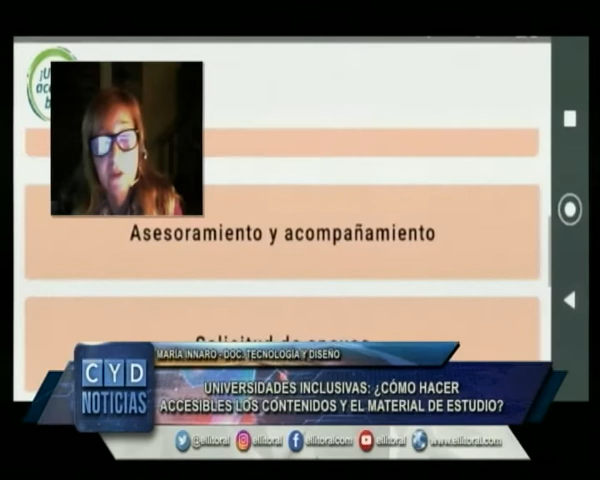 Asesoramiento y acompañamiento
MARIA INNARO - DOC. TECNOLOGÍA Y DISEÑO
CYD
NOTICIAS
UNIVERSIDADES INCLUSIVAS: ¿CÓMO HACER
ACCESIBLES LOS CONTENIDOS Y EL MATERIAL DE ESTUDIO?
@ellitoral
ellitoral
ellitoralcom
ellitoral
www.ellitoral.com